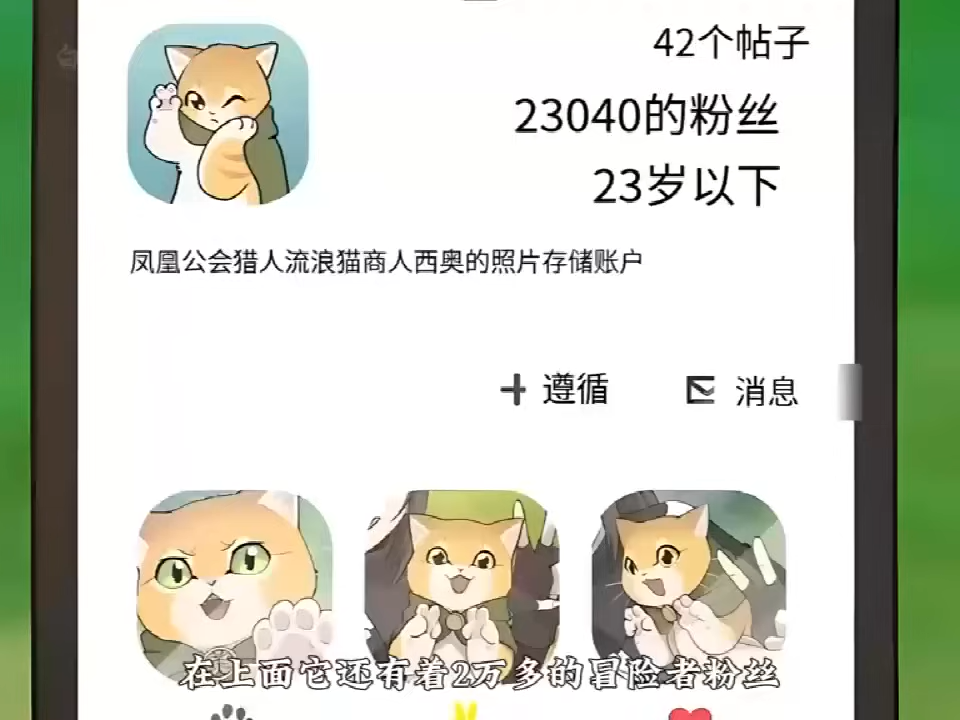 42个帖子
23040的粉丝
23岁以下
凤凰公会猎人流浪猫商人西奥的照片存储账户
遵循
消息
在上面它还有着2万多的冒险者粉丝